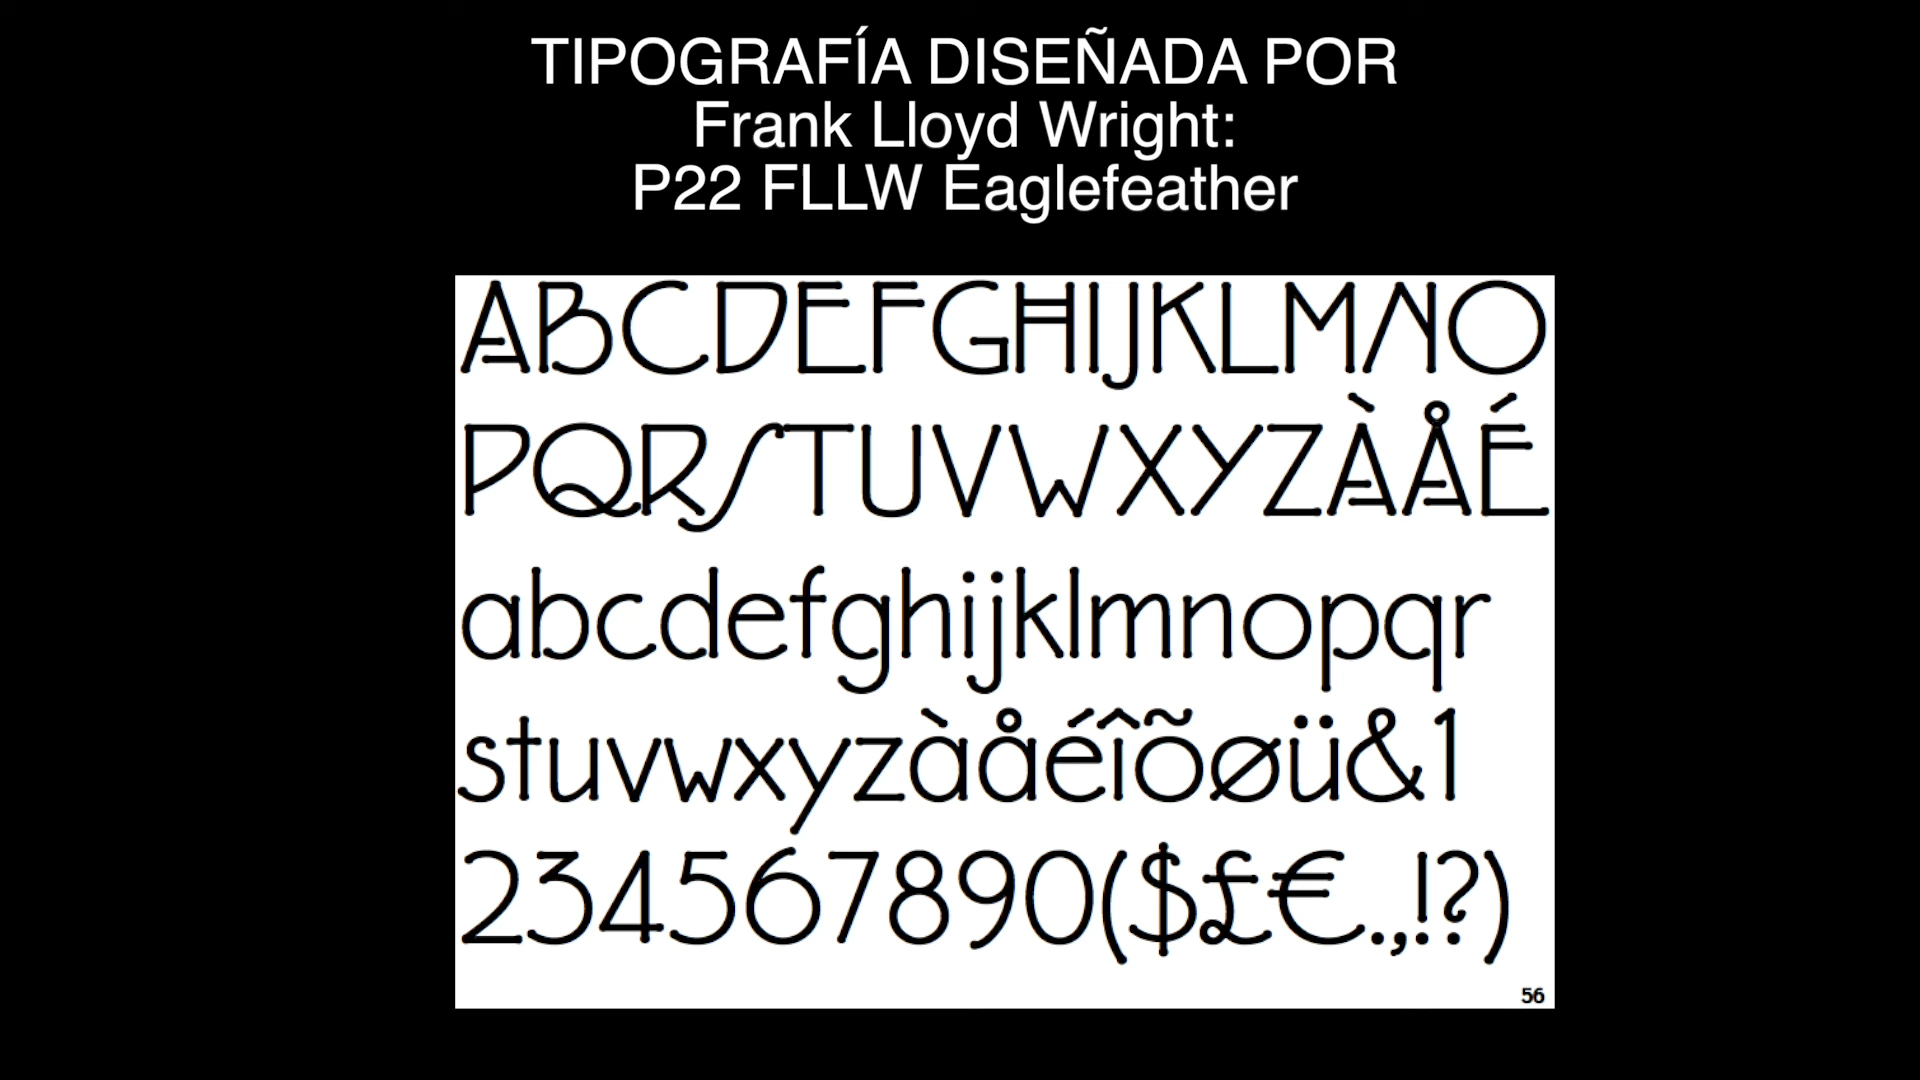 TIPOGRAFÍA DISEÑADA POR
Frank Lloyd Wright:
P22 FLLW Eaglefeather
ABCDEFGHIJKLMNO
PQRSTUVWXYZÀÅÉ
abcdefghijklmnopqr
stuvwxyzàåéîõøü&1
234567890($£€.,!?)
56